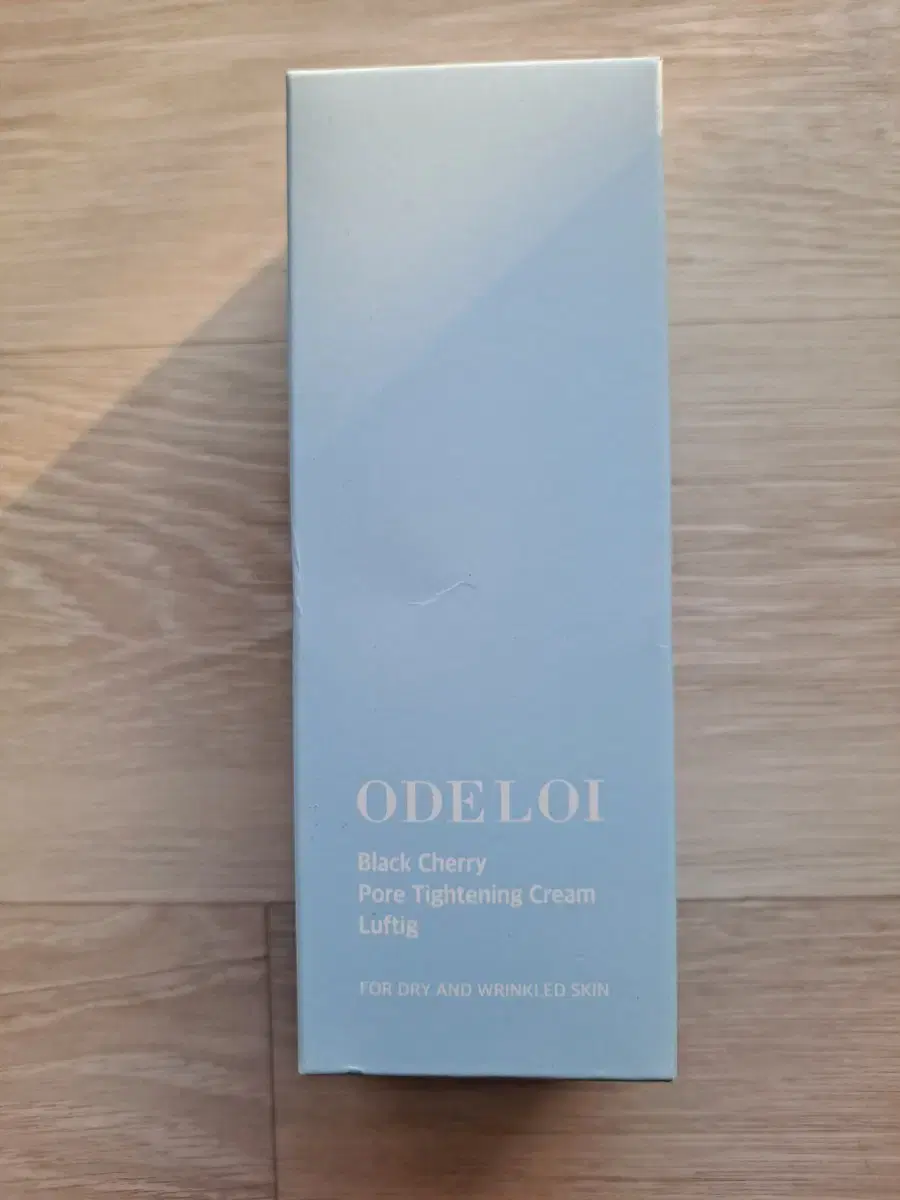 ODELOI
Black Cherry
Pore Tightening Cream
Luftig
FOR DRY AND WRINKLED SKIN